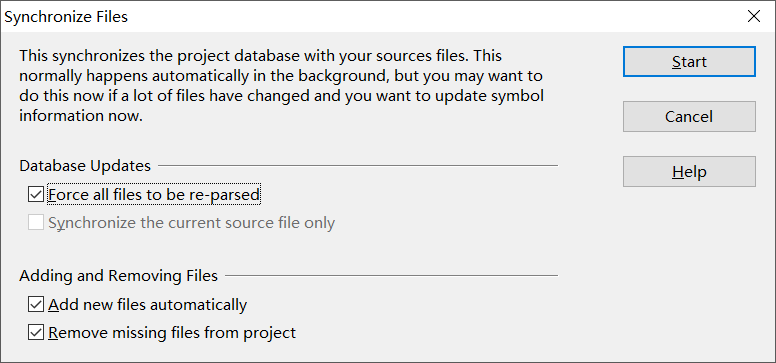 Synchronize Files
This synchronizes the project database with your sources files. This
normally happens automatically in the background, but you may want to
do this now if a lot of files have changed and you want to update symbol
information now.
Start
Cancel
Help
Database Updates
Force all files to be re-parsed
Synchronize the current source file only
Adding and Removing Files
Add new files automatically
Remove missing files from project